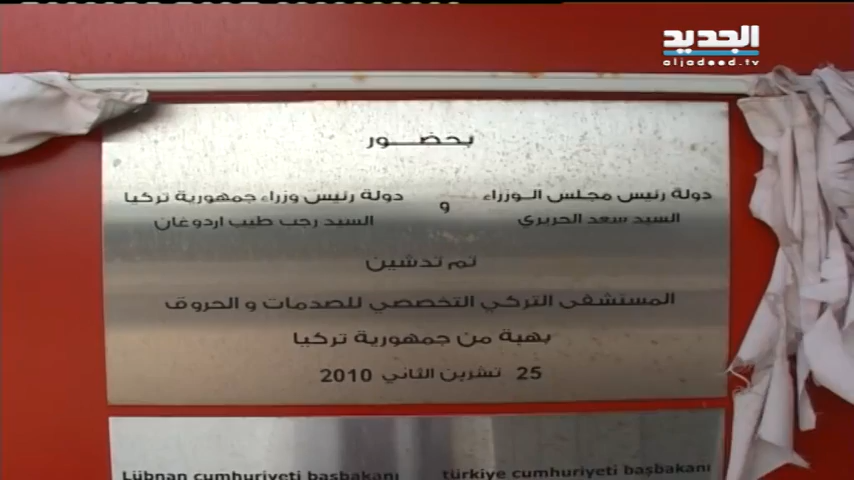 الجديد
aljadeed.tv
بحضور
دولة رئيس مجلس الوزراء و دولة رئيس وزراء جمهورية تركيا
السيد سعد الحريري السيد رجب طيب اردوغان
تم تدشين
المستشفى التركي التخصصي للصدمات و الحروق
بهبة من جمهورية تركيا
25 تشرين الثاني 2010
Lübnan cumhuriyeti başbakanı türkiye cumhuriyeti başbakanı